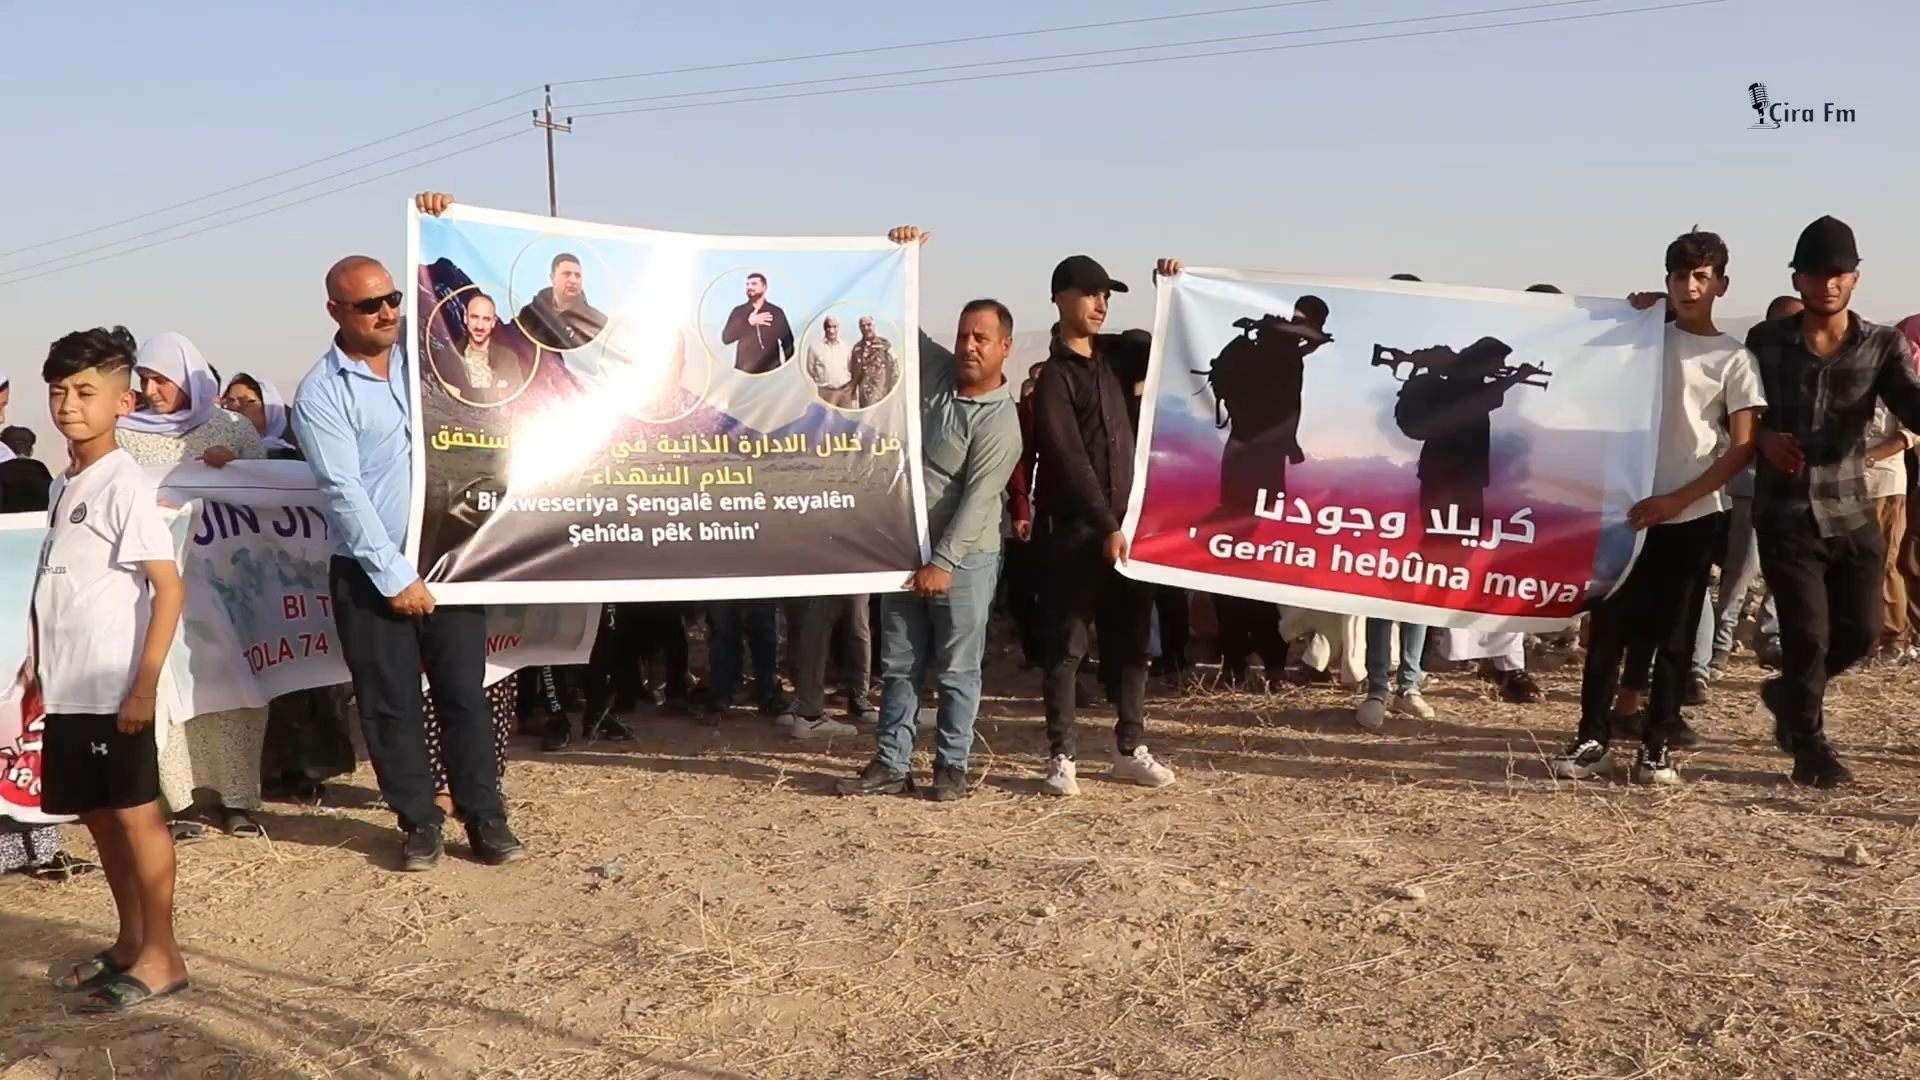 Çira Fm
من خلال الادارة الذاتية في سنحقق
احلام الشهداء
' Bi xweseriya Şengalê emê xeyalên
Şehîda pêk bînin'
كريلا وجودنا
' Gerîla hebûna meya'
JIN JIY
BI T
TOLA 74
NIN